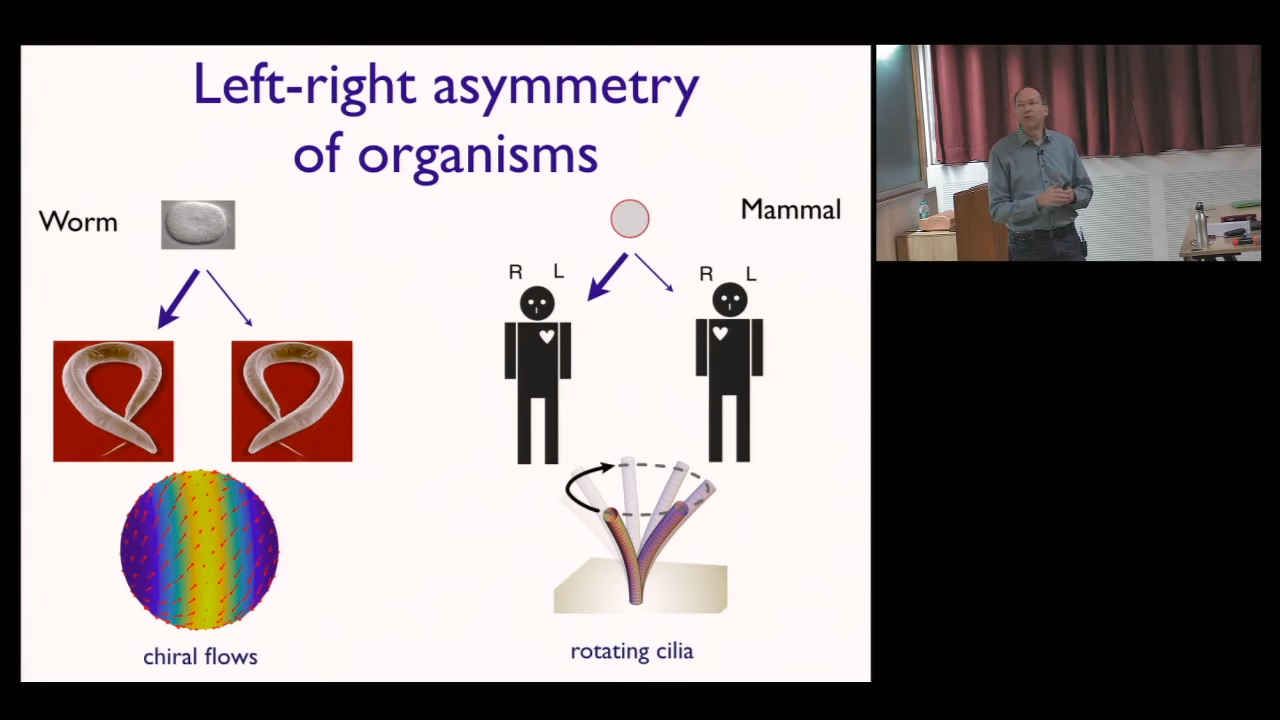 Left-right asymmetry
of organisms
Worm
Mammal
R L
R L
chiral flows
rotating cilia